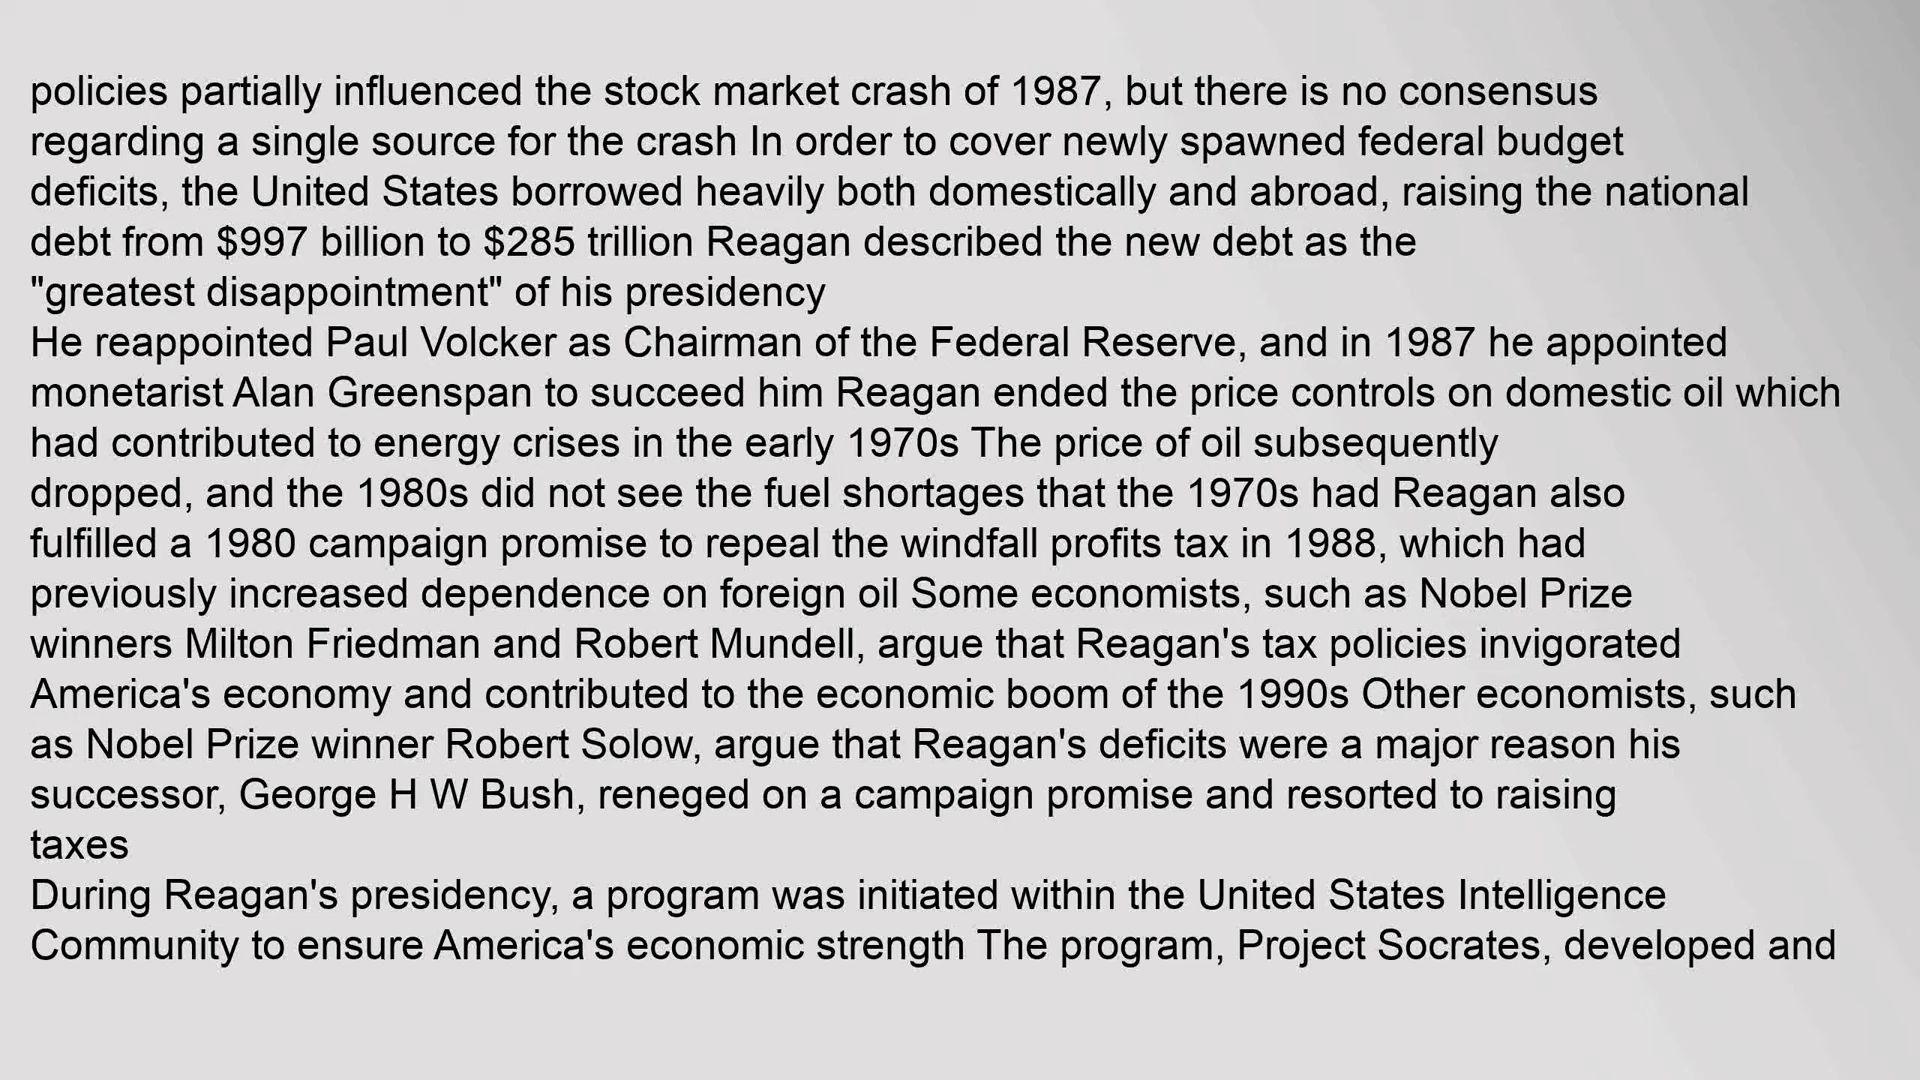 policies partially influenced the stock market crash of 1987, but there is no consensus
regarding a single source for the crash In order to cover newly spawned federal budget
deficits, the United States borrowed heavily both domestically and abroad, raising the national
debt from $997 billion to $285 trillion Reagan described the new debt as the
"greatest disappointment" of his presidency
He reappointed Paul Volcker as Chairman of the Federal Reserve, and in 1987 he appointed
monetarist Alan Greenspan to succeed him Reagan ended the price controls on domestic oil which
had contributed to energy crises in the early 1970s The price of oil subsequently
dropped, and the 1980s did not see the fuel shortages that the 1970s had Reagan also
fulfilled a 1980 campaign promise to repeal the windfall profits tax in 1988, which had
previously increased dependence on foreign oil Some economists, such as Nobel Prize
winners Milton Friedman and Robert Mundell, argue that Reagan's tax policies invigorated
America's economy and contributed to the economic boom of the 1990s Other economists, such
as Nobel Prize winner Robert Solow, argue that Reagan's deficits were a major reason his
successor, George H W Bush, reneged on a campaign promise and resorted to raising
taxes
During Reagan's presidency, a program was initiated within the United States Intelligence
Community to ensure America's economic strength The program, Project Socrates, developed and